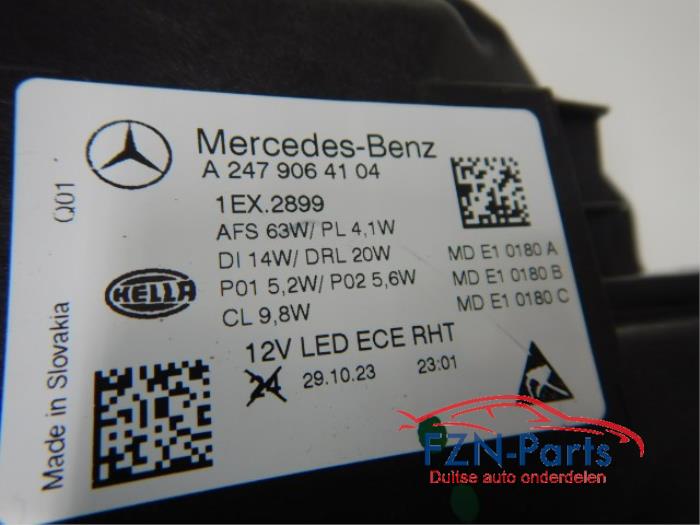 Mercedes-Benz
A 247 906 41 04
1EX.2899
AFS 63W/ PL 4,1W
DI 14W/ DRL 20W
MD E1 0180 A
P01 5,2W/ P02 5,6W
MD E1 0180 B
CL 9,8W
MD E1 0180 C
HELLA
12V LED ECE RHT
24 29.10.23 23:01
Made in Slovakia Q01
FZN-Parts
Duitse auto onderdelen